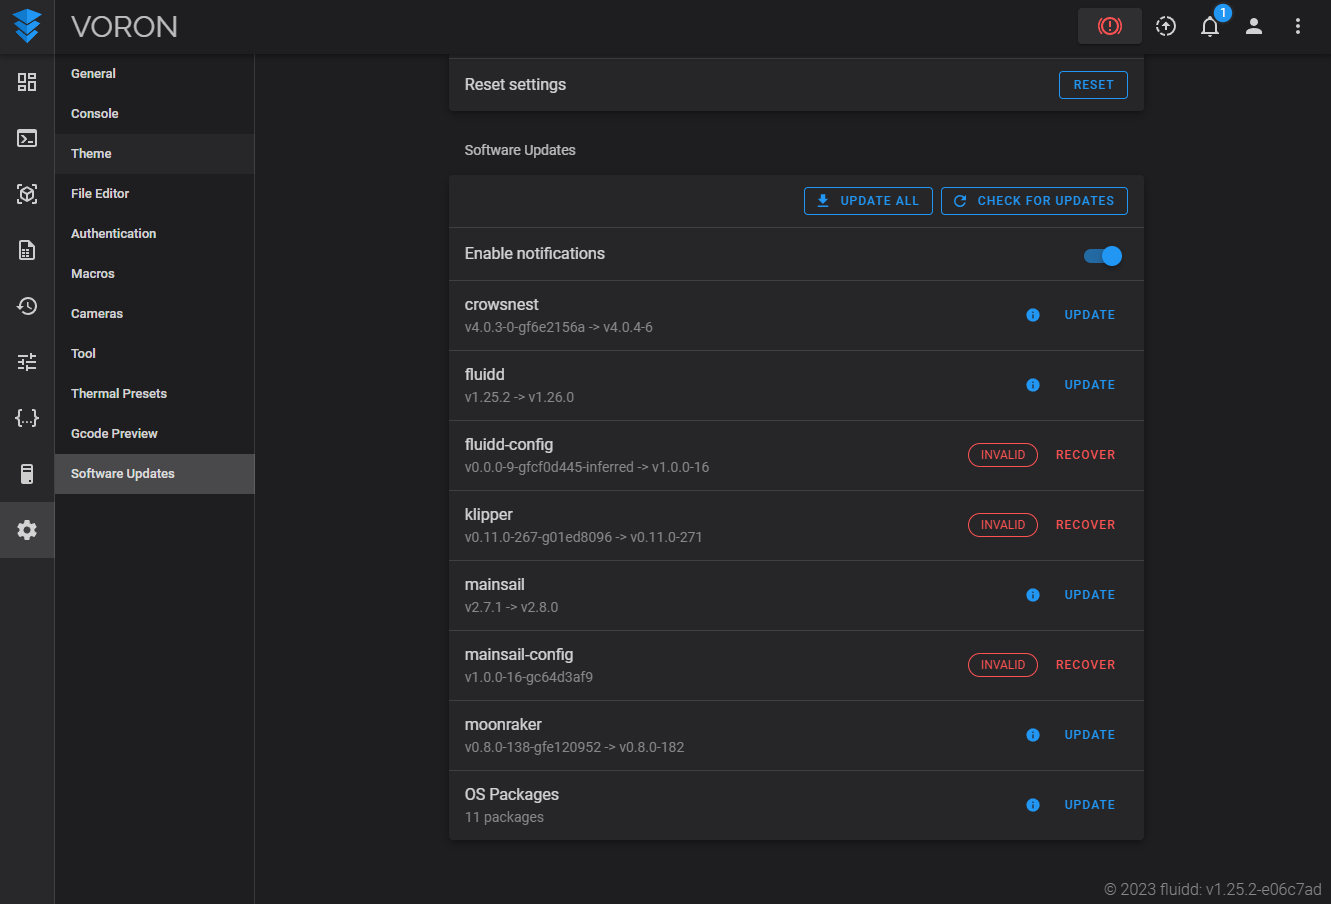 VORON
1
General
Console
Theme
File Editor
Authentication
Macros
Cameras
Tool
Thermal Presets
Gcode Preview
Software Updates
Reset settings
RESET
Software Updates
UPDATE ALL
CHECK FOR UPDATES
Enable notifications
crowsnest
v4.0.3-0-gf6e2156a -> v4.0.4-6
UPDATE
fluidd
v1.25.2 -> v1.26.0
UPDATE
fluidd-config
v0.0.0-9-gfcf0d445-inferred -> v1.0.0-16
INVALID
RECOVER
klipper
v0.11.0-267-g01ed8096 -> v0.11.0-271
INVALID
RECOVER
mainsail
v2.7.1 -> v2.8.0
UPDATE
mainsail-config
v1.0.0-16-gc64d3af9
INVALID
RECOVER
moonraker
v0.8.0-138-gfe120952 -> v0.8.0-182
UPDATE
OS Packages
11 packages
UPDATE
© 2023 fluidd: v1.25.2-e06c7ad